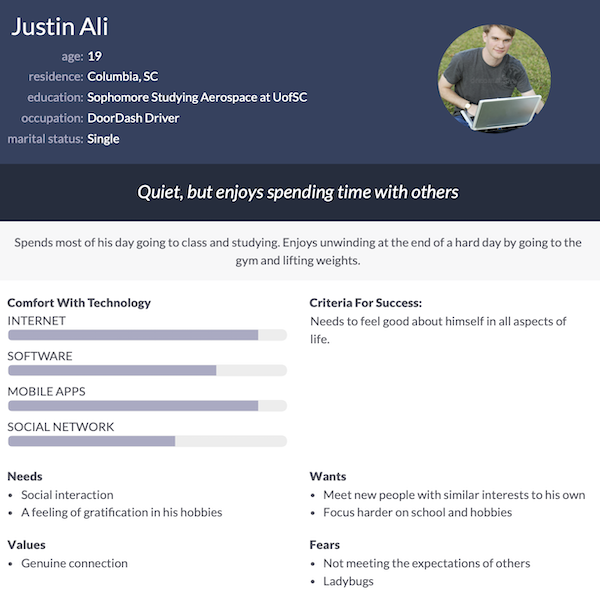 Justin Ali
age: 19
residence: Columbia, SC
education: Sophomore Studying Aerospace at UofSC
occupation: DoorDash Driver
marital status: Single
Quiet, but enjoys spending time with others
Spends most of his day going to class and studying. Enjoys unwinding at the end of a hard day by going to the
gym and lifting weights.
Comfort With Technology
INTERNET
SOFTWARE
MOBILE APPS
SOCIAL NETWORK
Criteria For Success:
Needs to feel good about himself in all aspects of
life.
Needs
• Social interaction
• A feeling of gratification in his hobbies
Wants
• Meet new people with similar interests to his own
• Focus harder on school and hobbies
Values
• Genuine connection
Fears
• Not meeting the expectations of others
• Ladybugs